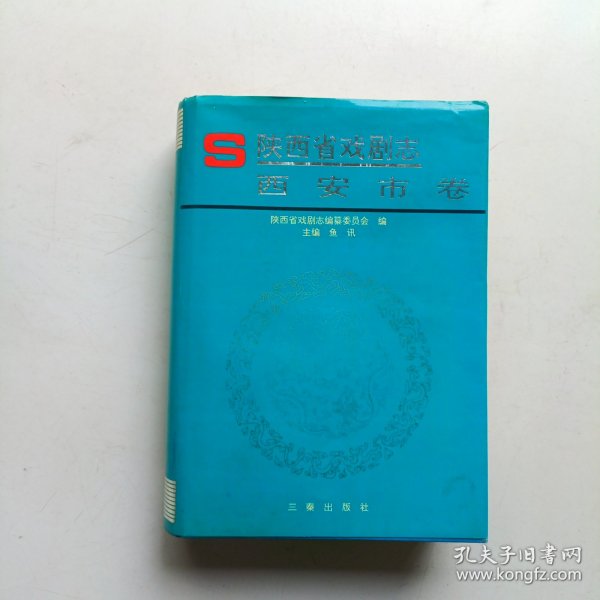 S 陕西省戏剧志
西安市卷
陕西省戏剧志编纂委员会 编
主编 鱼讯
三秦出版社
孔夫子旧书网
www.kongfz.com